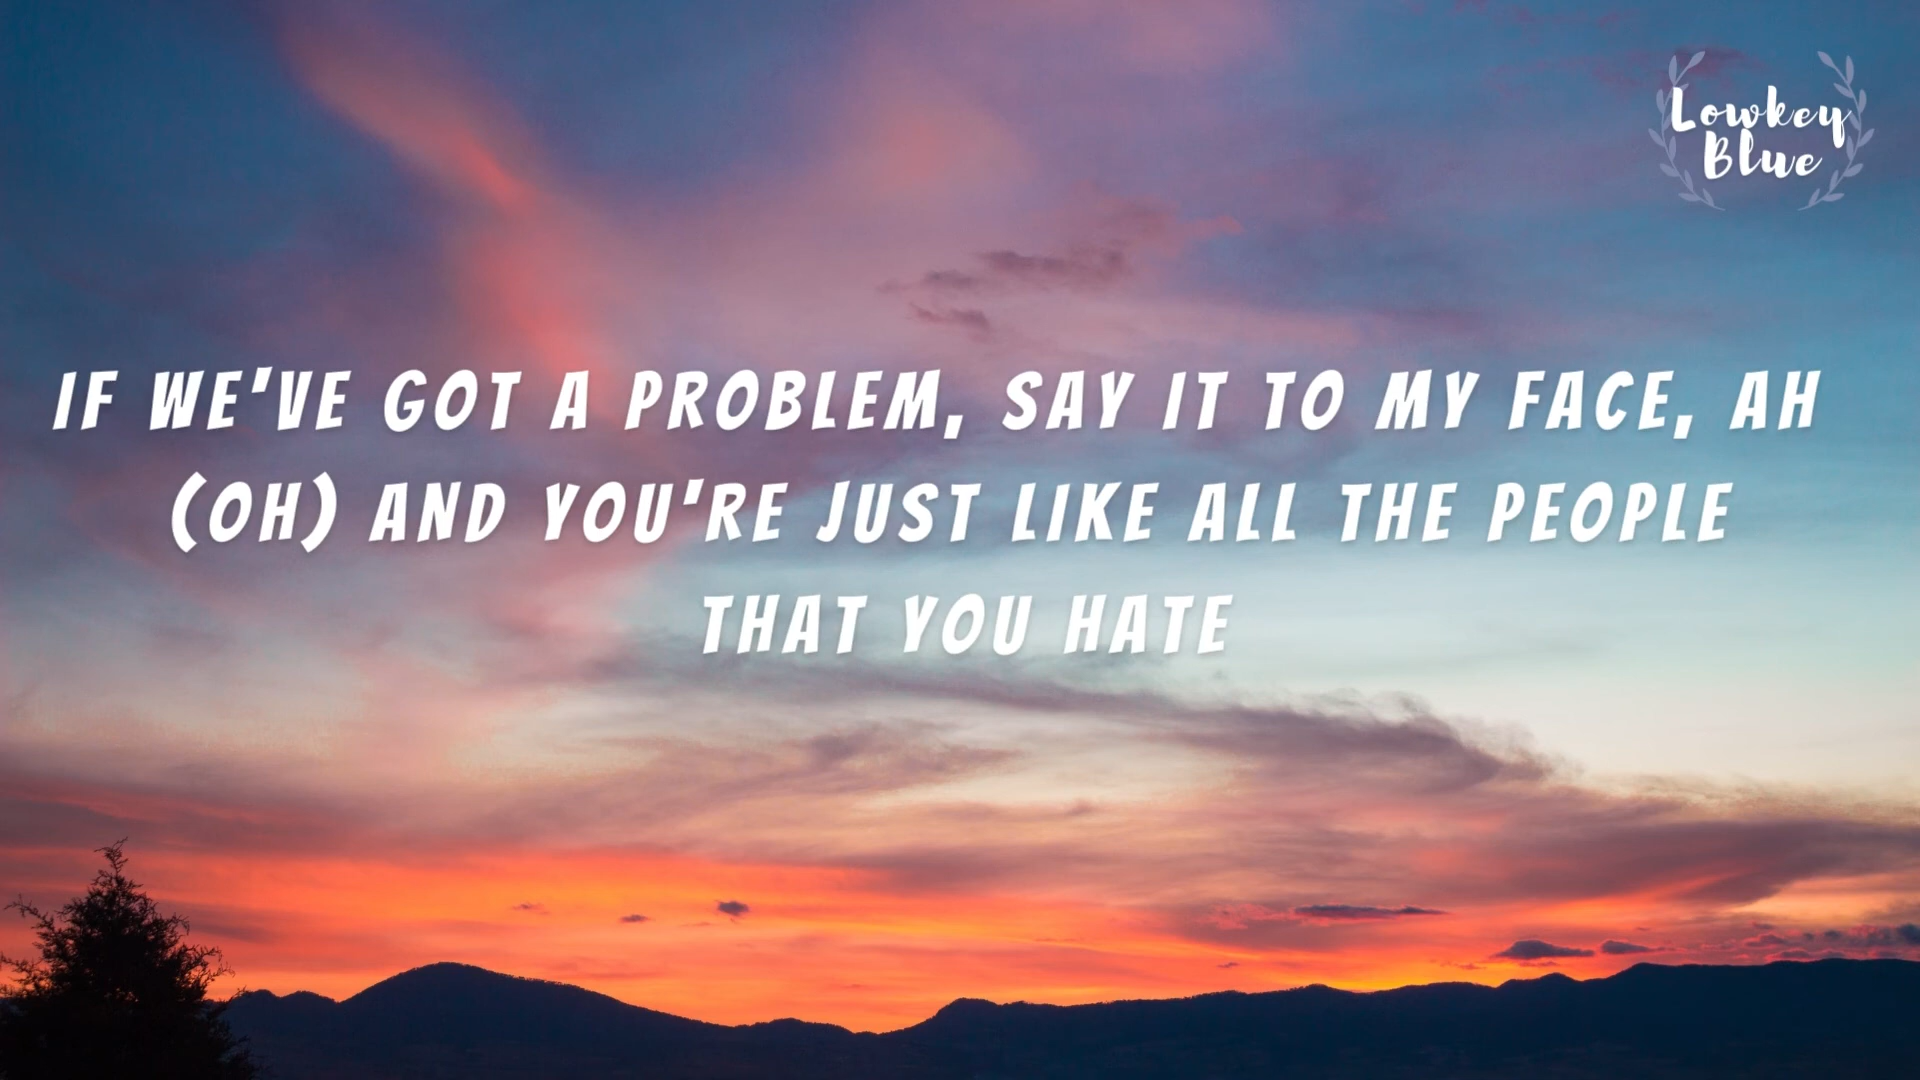 Lowkey
Blue
IF WE'VE GOT A PROBLEM, SAY IT TO MY FACE, AH
(OH) AND YOU'RE JUST LIKE ALL THE PEOPLE
THAT YOU HATE